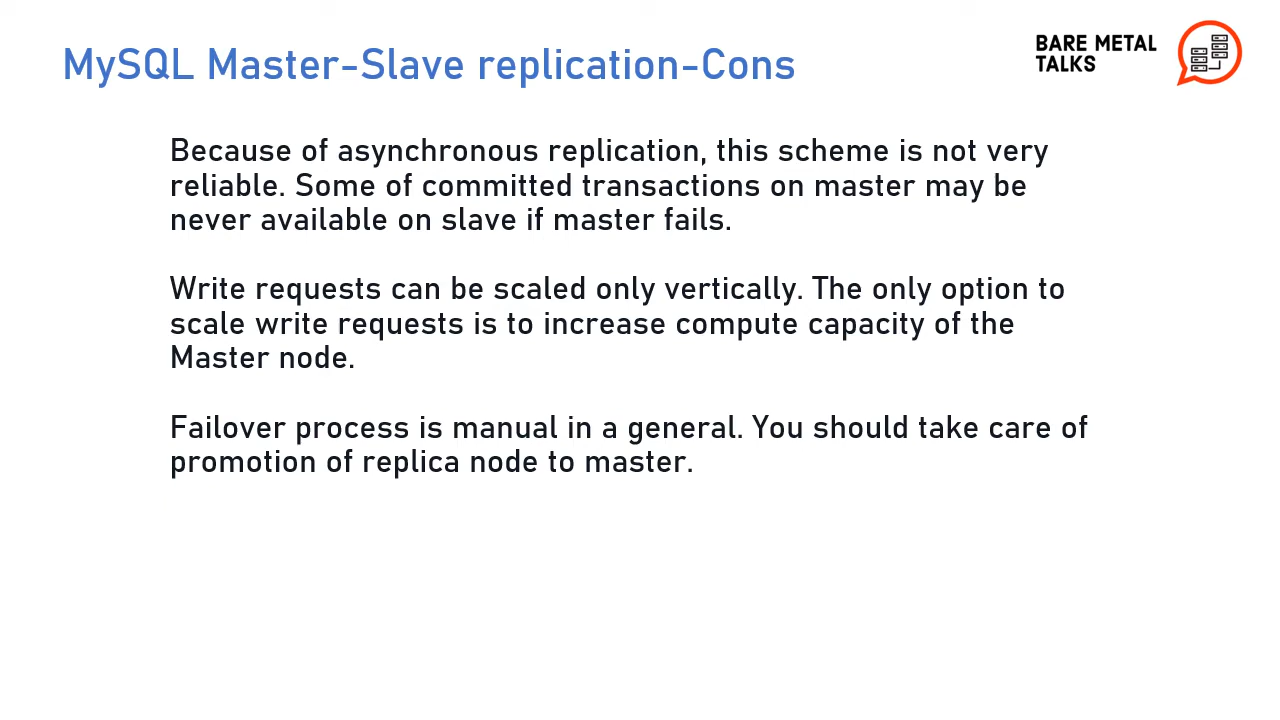 MySQL Master-Slave replication-Cons
BARE METAL
TALKS
Because of asynchronous replication, this scheme is not very
reliable. Some of committed transactions on master may be
never available on slave if master fails.
Write requests can be scaled only vertically. The only option to
scale write requests is to increase compute capacity of the
Master node.
Failover process is manual in a general. You should take care of
promotion of replica node to master.